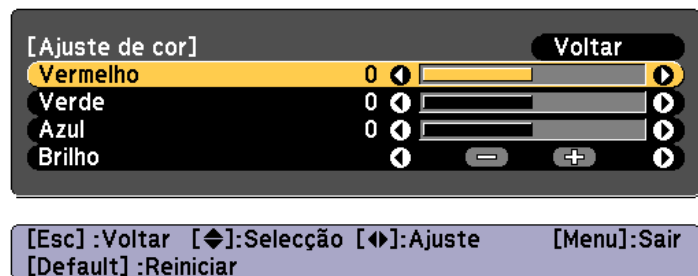 [Ajuste de cor] Voltar
Vermelho 0
Verde 0
Azul 0
Brilho
[Esc] :Voltar [◆]:Selecção [◂▸]:Ajuste [Menu]:Sair
[Default] :Reiniciar